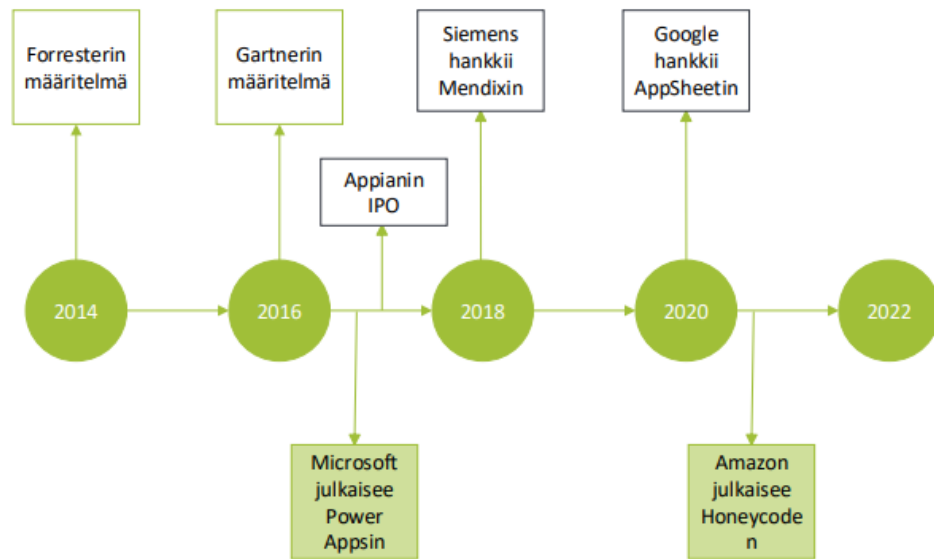 Forresterin
määritelmä
Gartnerin
määritelmä
Siemens
hankkii
Mendixin
Google
hankkii
AppSheetin
Appianin
IPO
2014
2016
2018
2020
2022
Microsoft
julkaisee
Power
Appsin
Amazon
julkaisee
Honeycode
n